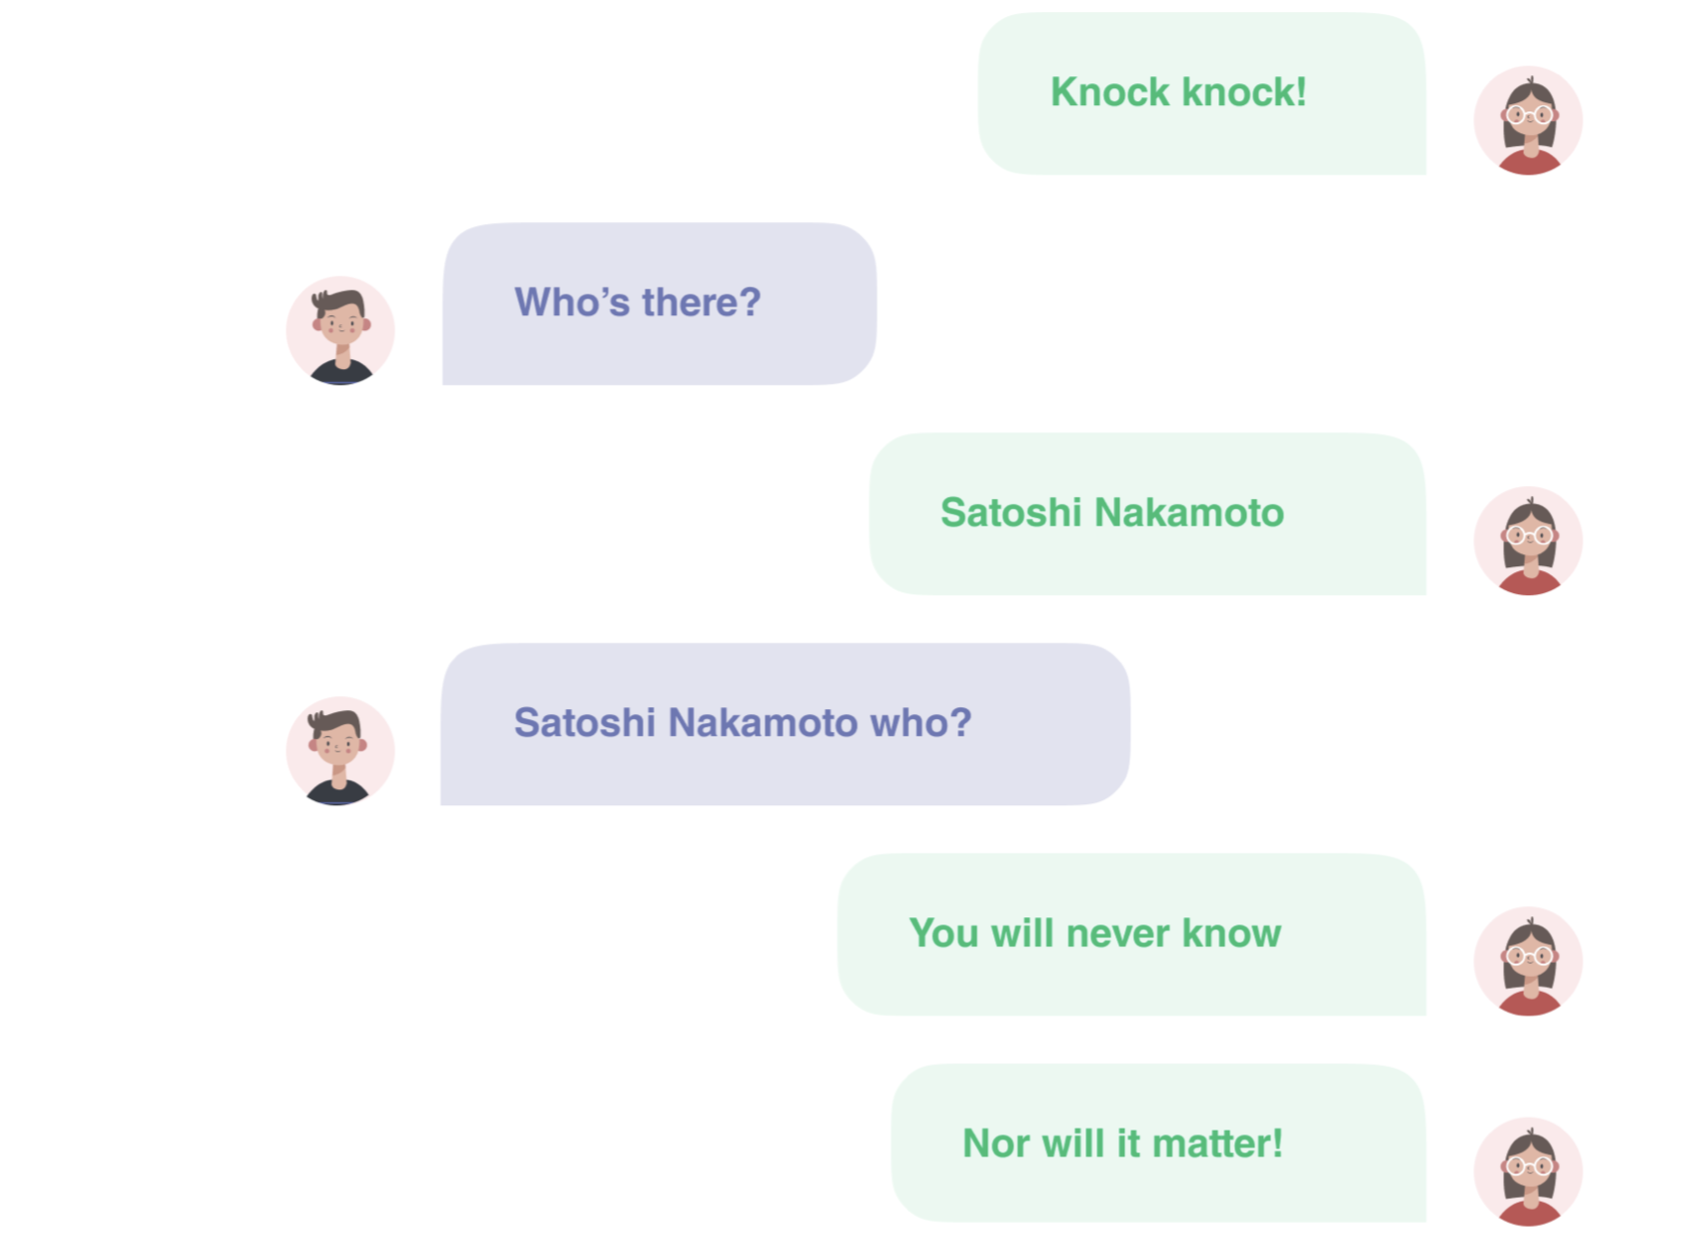 Knock knock!
Who’s there?
Satoshi Nakamoto
Satoshi Nakamoto who?
You will never know
Nor will it matter!